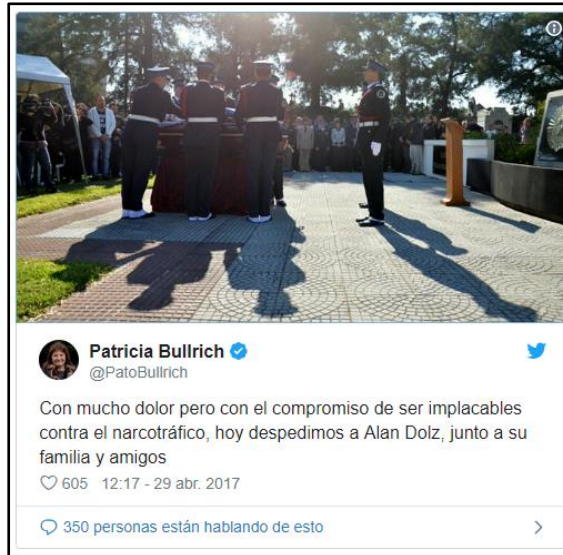 Patricia Bullrich
@PatoBullrich
Con mucho dolor pero con el compromiso de ser implacables
contra el narcotráfico, hoy despedimos a Alan Dolz, junto a su
familia y amigos
605 12:17 - 29 abr. 2017
350 personas están hablando de esto